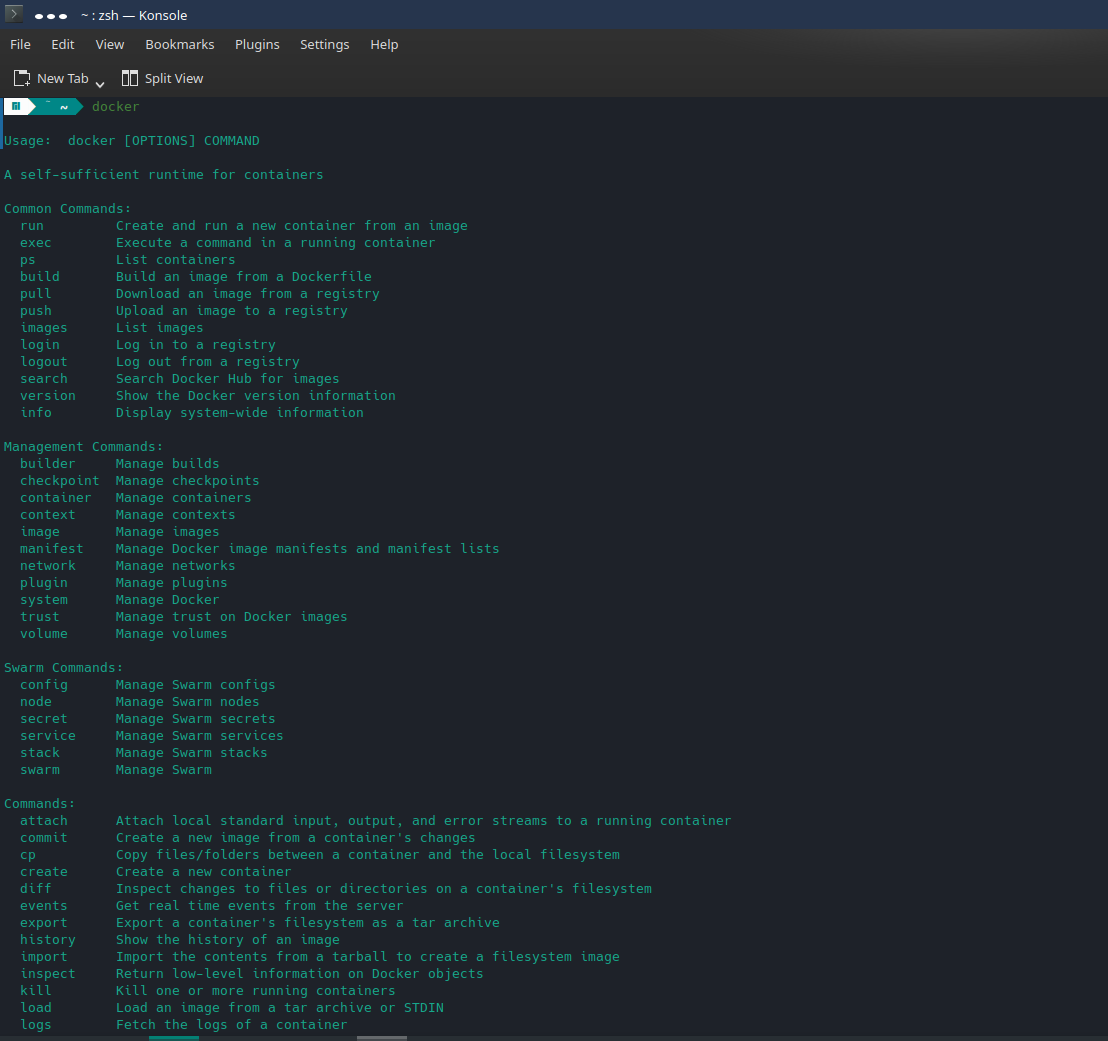 ~ : zsh — Konsole
File Edit View Bookmarks Plugins Settings Help
New Tab Split View
~ docker
Usage:  docker [OPTIONS] COMMAND
A self-sufficient runtime for containers
Common Commands:
  run         Create and run a new container from an image
  exec        Execute a command in a running container
  ps          List containers
  build       Build an image from a Dockerfile
  pull        Download an image from a registry
  push        Upload an image to a registry
  images      List images
  login       Log in to a registry
  logout      Log out from a registry
  search      Search Docker Hub for images
  version     Show the Docker version information
  info        Display system-wide information
Management Commands:
  builder     Manage builds
  checkpoint  Manage checkpoints
  container   Manage containers
  context     Manage contexts
  image       Manage images
  manifest    Manage Docker image manifests and manifest lists
  network     Manage networks
  plugin      Manage plugins
  system      Manage Docker
  trust       Manage trust on Docker images
  volume      Manage volumes
Swarm Commands:
  config      Manage Swarm configs
  node        Manage Swarm nodes
  secret      Manage Swarm secrets
  service     Manage Swarm services
  stack       Manage Swarm stacks
  swarm       Manage Swarm
Commands:
  attach      Attach local standard input, output, and error streams to a running container
  commit      Create a new image from a container's changes
  cp          Copy files/folders between a container and the local filesystem
  create      Create a new container
  diff        Inspect changes to files or directories on a container's filesystem
  events      Get real time events from the server
  export      Export a container's filesystem as a tar archive
  history     Show the history of an image
  import      Import the contents from a tarball to create a filesystem image
  inspect     Return low-level information on Docker objects
  kill        Kill one or more running containers
  load        Load an image from a tar archive or STDIN
  logs        Fetch the logs of a container